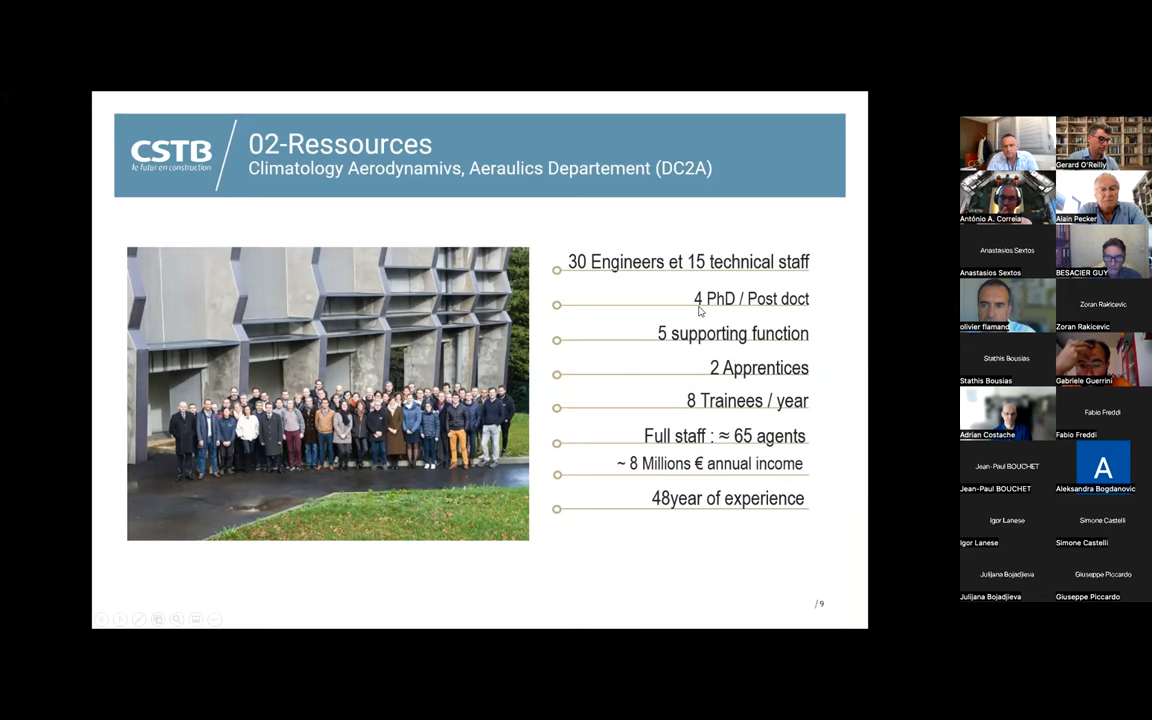 CSTB
le futur en construction
02-Ressources
Climatology Aerodynamivs, Aeraulics Departement (DC2A)
30 Engineers et 15 technical staff
4 PhD / Post doct
5 supporting function
2 Apprentices
8 Trainees / year
Full staff : ≈ 65 agents
~ 8 Millions € annual income
48year of experience
/ 9
Gerard O'Reilly
António A. Correia
Alain Pecker
Anastasios Sextos
Anastasios Sextos
BESACIER GUY
olivier flamand
Zoran Rakicevic
Zoran Rakicevic
Stathis Bousias
Stathis Bousias
Gabriele Guerrini
Adrian Costache
Fabio Freddi
Fabio Freddi
Jean-Paul BOUCHET
Jean-Paul BOUCHET
A
Aleksandra Bogdanovic
Igor Lanese
Igor Lanese
Simone Castelli
Simone Castelli
Julijana Bojadjieva
Julijana Bojadjieva
Giuseppe Piccardo
Giuseppe Piccardo